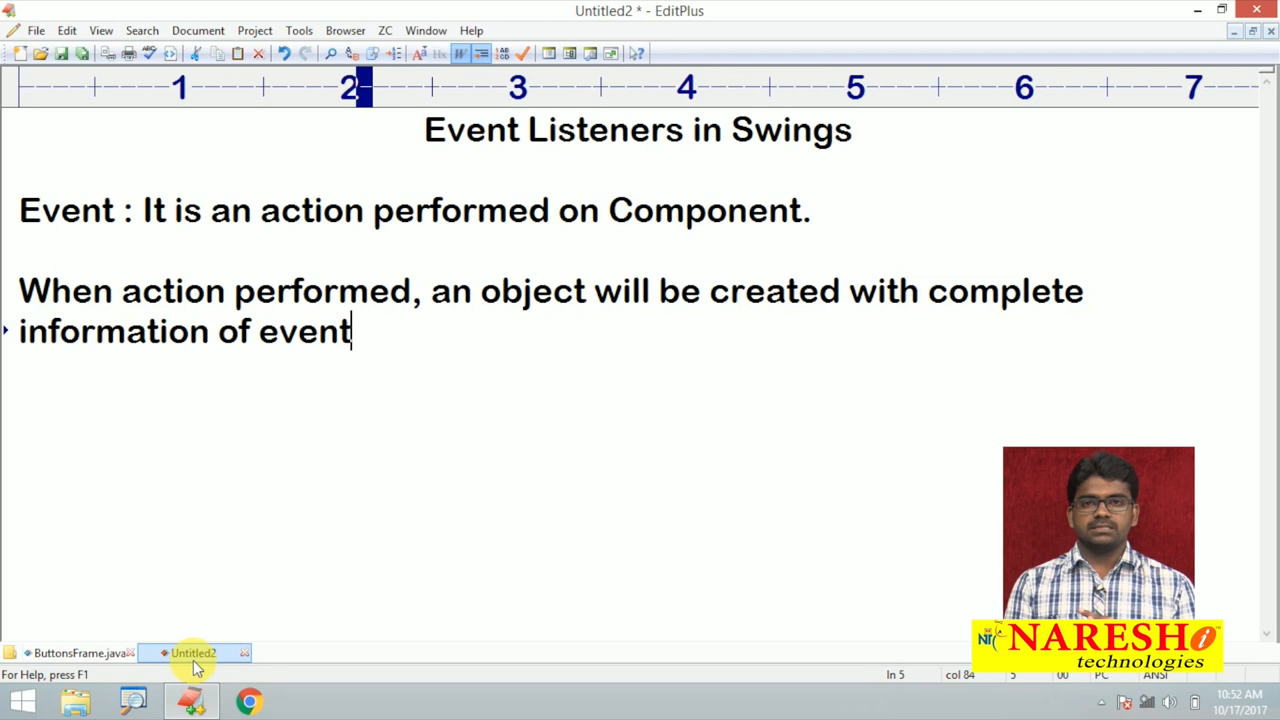 Untitled2 * - EditPlus
File Edit View Search Document Project Tools Browser ZC Window Help
1 2 3 4 5 6 7
Event Listeners in Swings
Event : It is an action performed on Component.
When action performed, an object will be created with complete
information of event
NARESH i
technologies
ButtonsFrame.java Untitled2
For Help, press F1 ln 5 col 84 5 00 PC ANSI
10:52 AM
10/17/2017